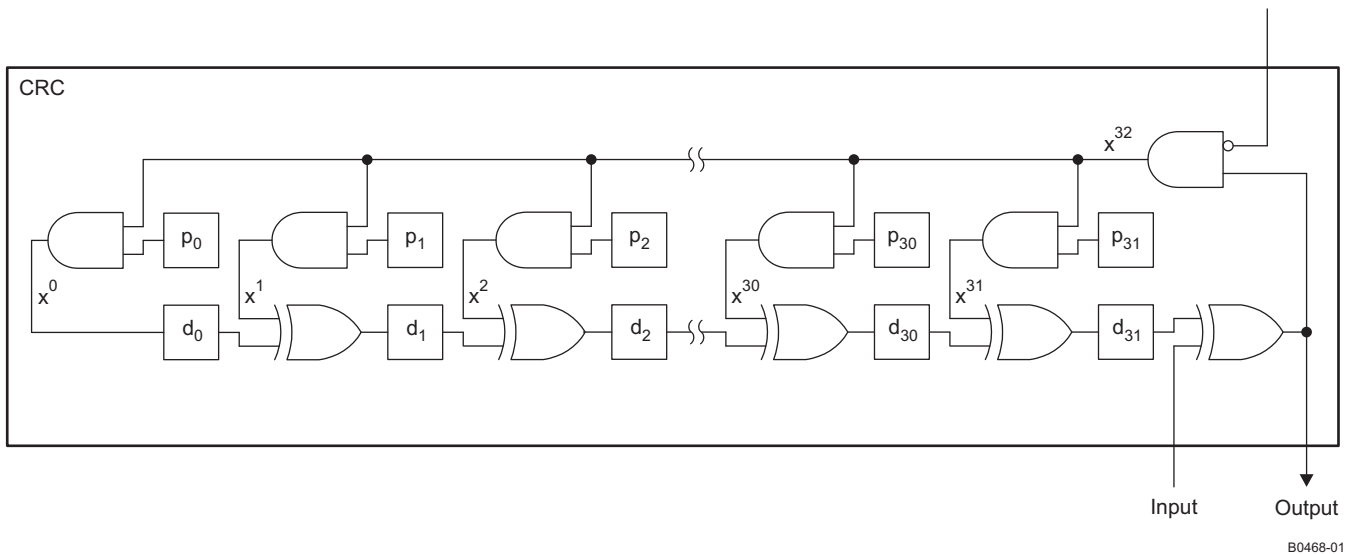 CRC
x³²
p₀
p₁
p₂
p₃₀
p₃₁
x⁰
x¹
x²
x³⁰
x³¹
d₀
d₁
d₂
d₃₀
d₃₁
Input
Output
B0468-01